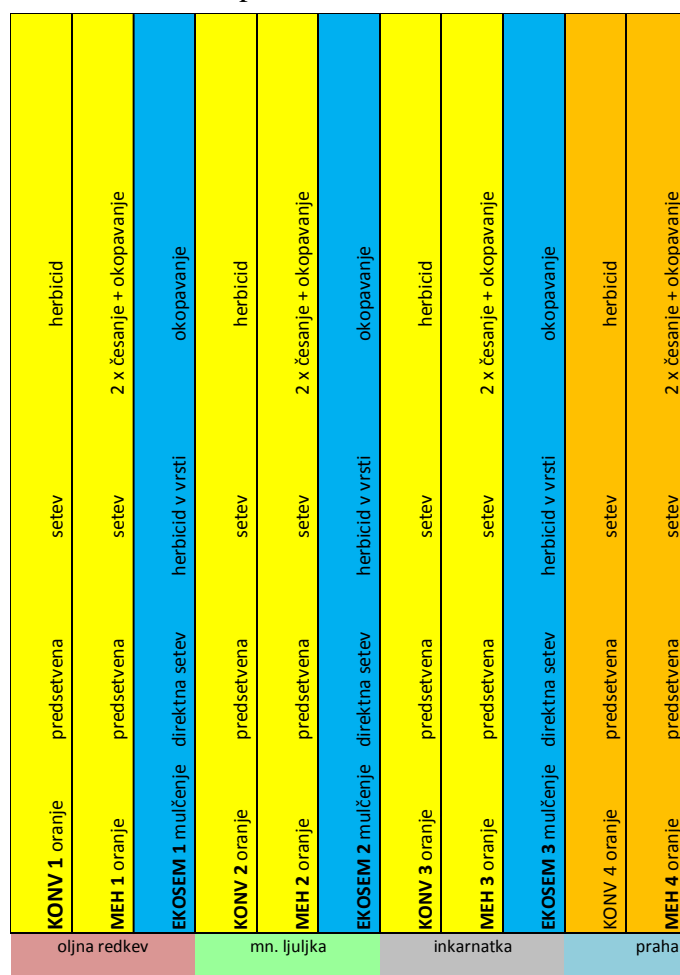 KONV 1 oranje predsetvena setev herbicid
MEH 1 oranje predsetvena setev 2 x česanje + okopavanje
EKOSEM 1 mulčenje direktna setev herbicid v vrsti okopavanje
KONV 2 oranje predsetvena setev herbicid
MEH 2 oranje predsetvena setev 2 x česanje + okopavanje
EKOSEM 2 mulčenje direktna setev herbicid v vrsti okopavanje
KONV 3 oranje predsetvena setev herbicid
MEH 3 oranje predsetvena setev 2 x česanje + okopavanje
EKOSEM 3 mulčenje direktna setev herbicid v vrsti okopavanje
KONV 4 oranje predsetvena setev herbicid
MEH 4 oranje predsetvena setev 2 x česanje + okopavanje
oljna redkev
mn. ljuljka
inkarnatka
praha